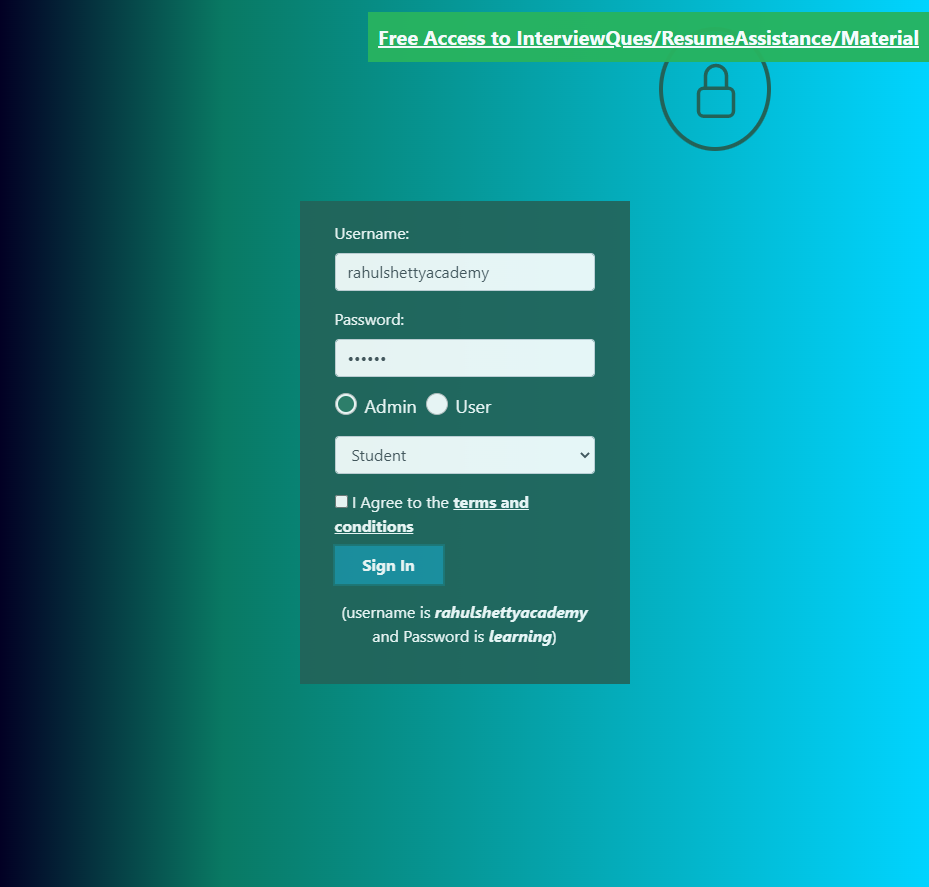 Free Access to InterviewQues/ResumeAssistance/Material
Username:
rahulshettyacademy
Password:
••••••
Admin User
Student
I Agree to the terms and
conditions
Sign In
(username is rahulshettyacademy
and Password is learning)